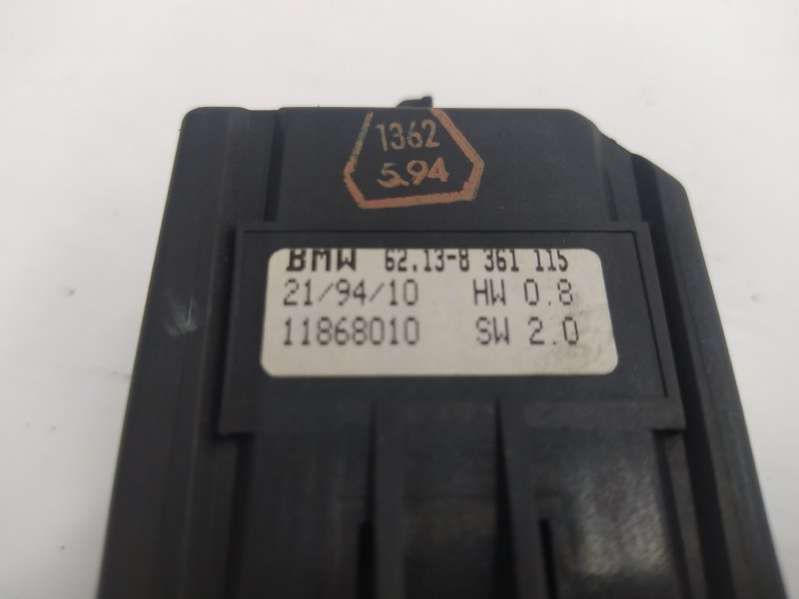 1362
5.94
BMW 62.13-8 361 115
21/94/10 HW 0.8
11868010 SW 2.0